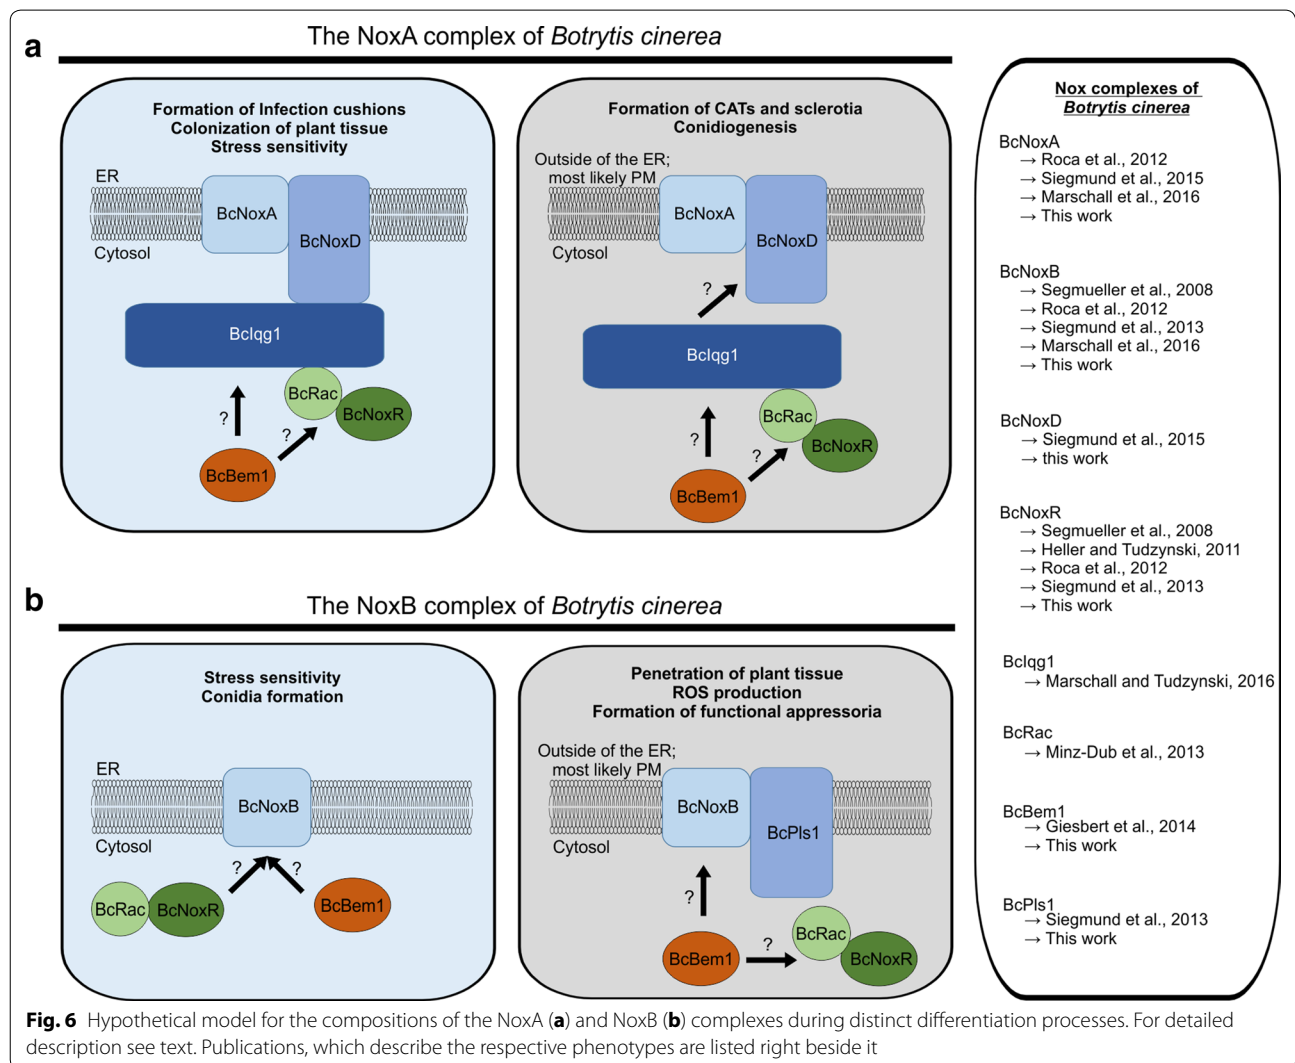 a
The NoxA complex of Botrytis cinerea
Formation of Infection cushions
Colonization of plant tissue
Stress sensitivity
ER
BcNoxA
BcNoxD
Cytosol
BcIqg1
BcRac
BcNoxR
?
?
BcBem1
Formation of CATs and sclerotia
Conidiogenesis
Outside of the ER;
most likely PM
BcNoxA
BcNoxD
Cytosol
?
BcIqg1
BcRac
BcNoxR
?
?
BcBem1
b
The NoxB complex of Botrytis cinerea
Stress sensitivity
Conidia formation
ER
BcNoxB
Cytosol
?
?
BcRac
BcNoxR
BcBem1
Penetration of plant tissue
ROS production
Formation of functional appressoria
Outside of the ER;
most likely PM
BcNoxB
BcPls1
Cytosol
?
BcRac
?
BcBem1
BcNoxR
Nox complexes of
Botrytis cinerea
BcNoxA
→ Roca et al., 2012
→ Siegmund et al., 2015
→ Marschall et al., 2016
→ This work
BcNoxB
→ Segmueller et al., 2008
→ Roca et al., 2012
→ Siegmund et al., 2013
→ Marschall et al., 2016
→ This work
BcNoxD
→ Siegmund et al., 2015
→ this work
BcNoxR
→ Segmueller et al., 2008
→ Heller and Tudzynski, 2011
→ Roca et al., 2012
→ Siegmund et al., 2013
→ This work
BcIqg1
→ Marschall and Tudzynski, 2016
BcRac
→ Minz-Dub et al., 2013
BcBem1
→ Giesbert et al., 2014
→ This work
BcPls1
→ Siegmund et al., 2013
→ This work
Fig. 6 Hypothetical model for the compositions of the NoxA (a) and NoxB (b) complexes during distinct differentiation processes. For detailed
description see text. Publications, which describe the respective phenotypes are listed right beside it